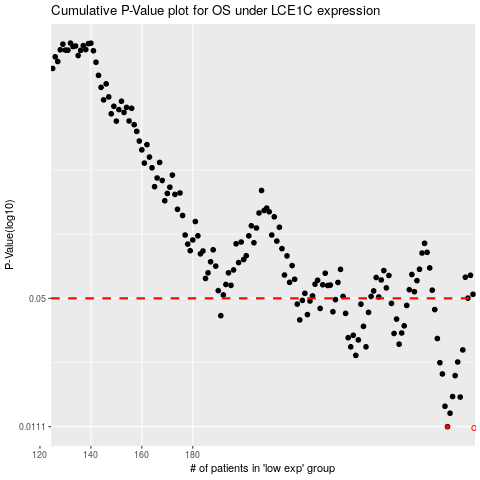 Cumulative P-Value plot for OS under LCE1C expression
P-Value(log10)
0.05
0.0111
120 140 160 180
# of patients in 'low exp' group